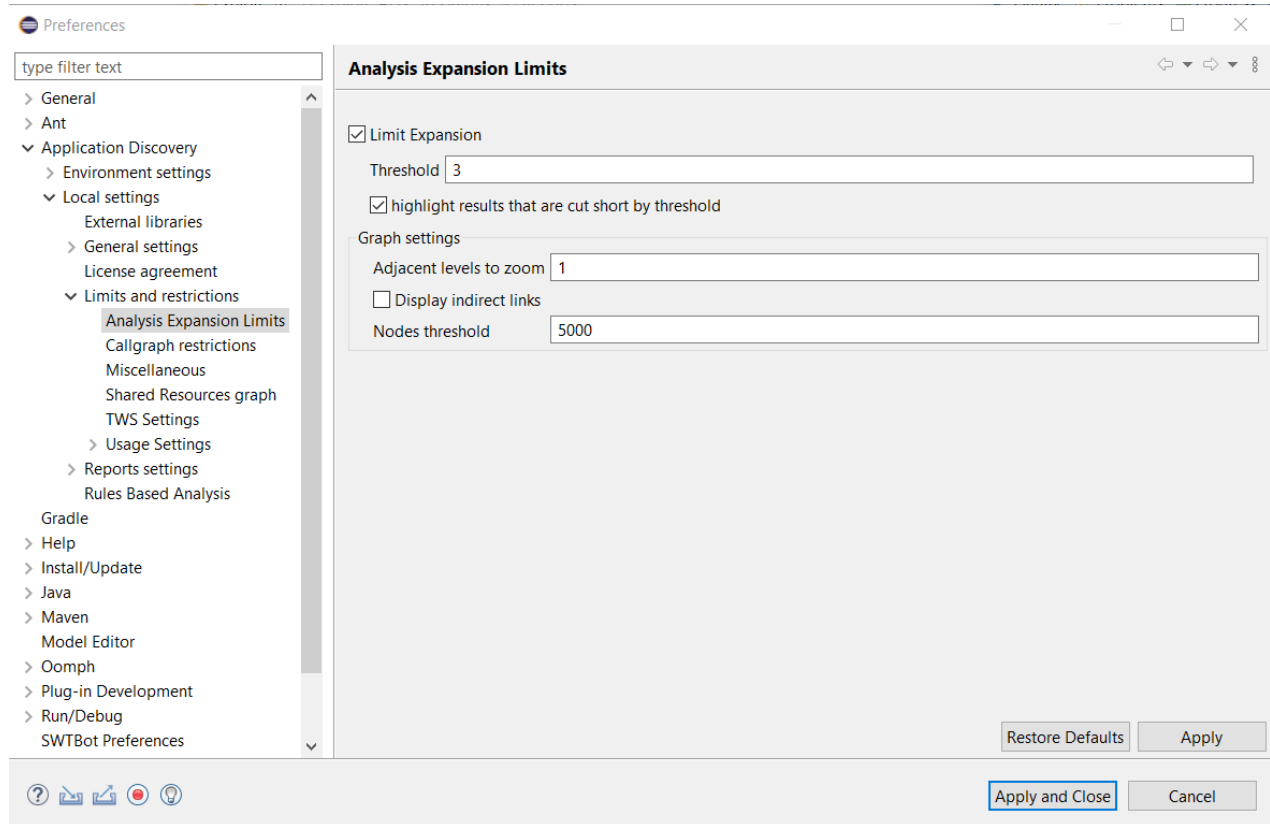 Preferences
type filter text
General
Ant
Application Discovery
Environment settings
Local settings
External libraries
General settings
License agreement
Limits and restrictions
Analysis Expansion Limits
Callgraph restrictions
Miscellaneous
Shared Resources graph
TWS Settings
Usage Settings
Reports settings
Rules Based Analysis
Gradle
Help
Install/Update
Java
Maven
Model Editor
Oomph
Plug-in Development
Run/Debug
SWTBot Preferences
Analysis Expansion Limits
Limit Expansion
Threshold 3
highlight results that are cut short by threshold
Graph settings
Adjacent levels to zoom 1
Display indirect links
Nodes threshold 5000
Restore Defaults Apply
Apply and Close Cancel